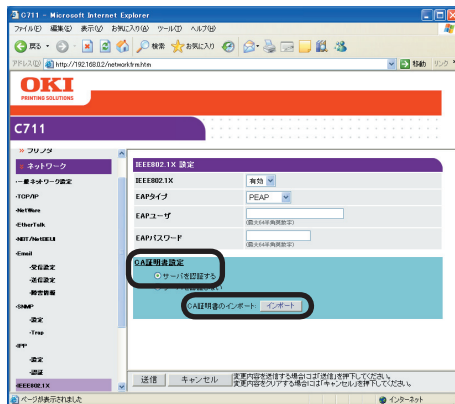 C711 - Microsoft Internet Explorer
ファイル(F) 編集(E) 表示(V) お気に入り(A) ツール(T) ヘルプ(H)
戻る 検索 お気に入り
アドレス(D) http://192.168.0.2/networkfrm.htm 移動 リンク
OKI
PRINTING SOLUTIONS
C711
プリンタ
ネットワーク
一般ネットワーク設定
TCP/IP
NetWare
EtherTalk
NBT/NetBEUI
Email
受信設定
送信設定
障害情報
SNMP
設定
Trap
IPP
設定
認証
IEEE802.1X
IEEE802.1X 設定
IEEE802.1X 有効
EAPタイプ PEAP
EAPユーザ
(最大64半角英数字)
EAPパスワード
(最大64半角英数字)
CA証明書設定
サーバを認証する
CA証明書のインポート: インポート
送信 キャンセル
変更内容を送信する場合には「送信」を押下してください。
変更内容をクリアする場合には「キャンセル」を押下してください。
ページが表示されました インターネット